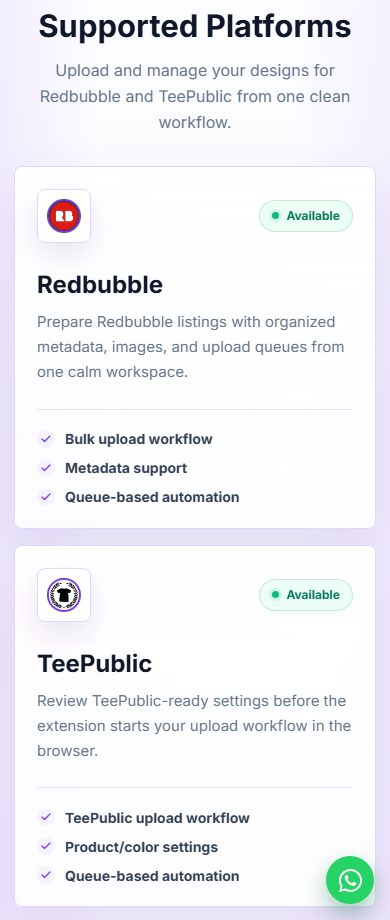 Supported Platforms
Upload and manage your designs for
Redbubble and TeePublic from one clean
workflow.
RB
Available
Redbubble
Prepare Redbubble listings with organized
metadata, images, and upload queues from
one calm workspace.
Bulk upload workflow
Metadata support
Queue-based automation
Available
TeePublic
Review TeePublic-ready settings before the
extension starts your upload workflow in the
browser.
TeePublic upload workflow
Product/color settings
Queue-based automation